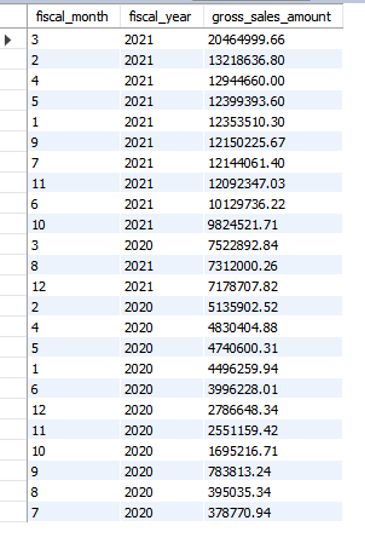 fiscal_month fiscal_year gross_sales_amount
3 2021 20464999.66
2 2021 13218636.80
4 2021 12944660.00
5 2021 12399393.60
1 2021 12353510.30
9 2021 12150225.67
7 2021 12144061.40
11 2021 12092347.03
6 2021 10129736.22
10 2021 9824521.71
3 2020 7522892.84
8 2021 7312000.26
12 2021 7178707.82
2 2020 5135902.52
4 2020 4830404.88
5 2020 4740600.31
1 2020 4496259.94
6 2020 3996228.01
12 2020 2786648.34
11 2020 2551159.42
10 2020 1695216.71
9 2020 783813.24
8 2020 395035.34
7 2020 378770.94